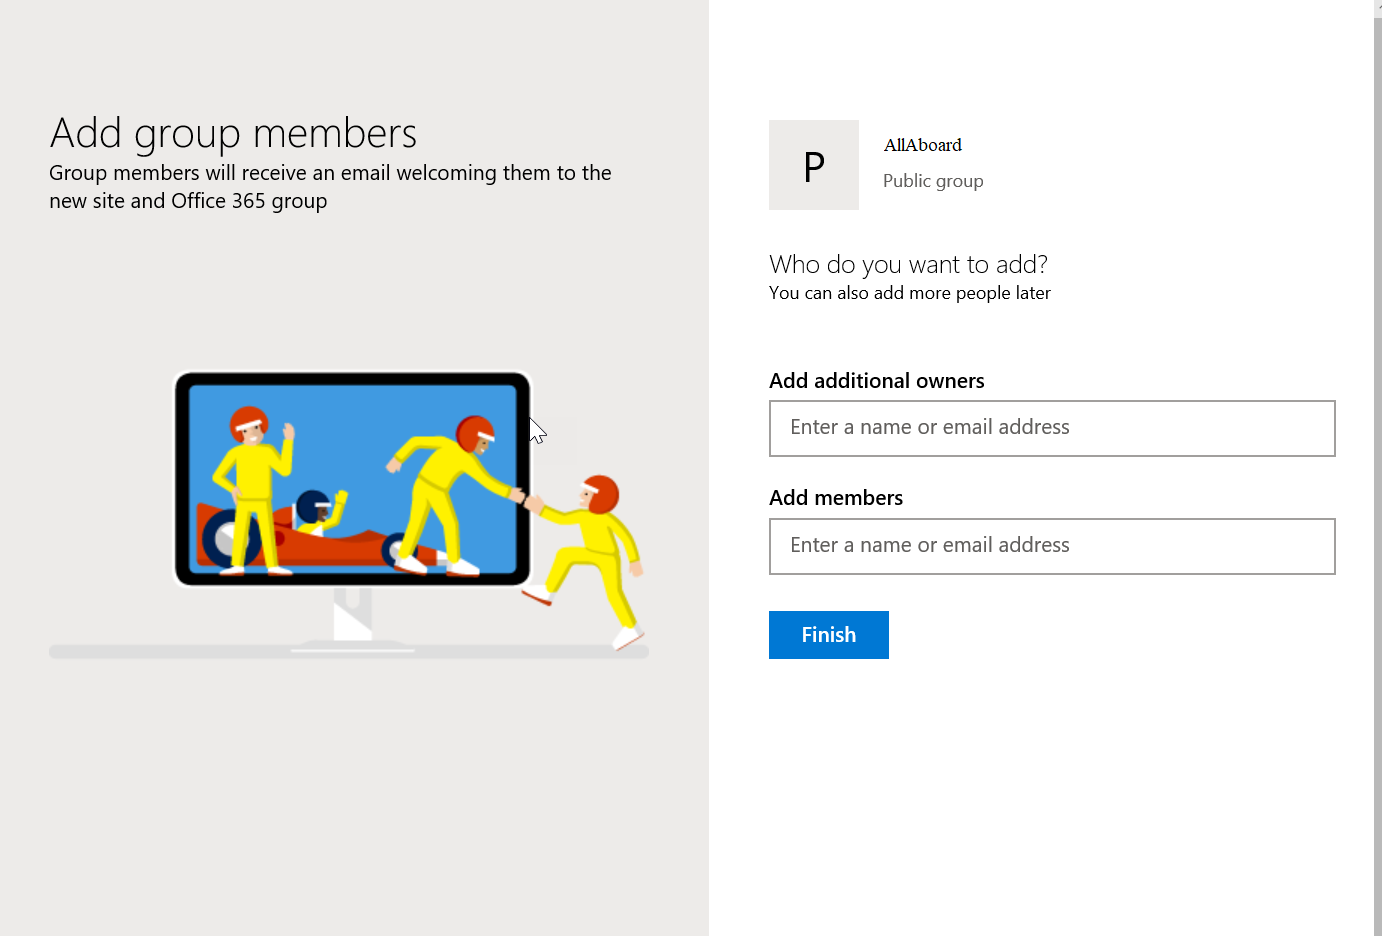 Add group members
Group members will receive an email welcoming them to the
new site and Office 365 group
P
AllAboard
Public group
Who do you want to add?
You can also add more people later
Add additional owners
Enter a name or email address
Add members
Enter a name or email address
Finish